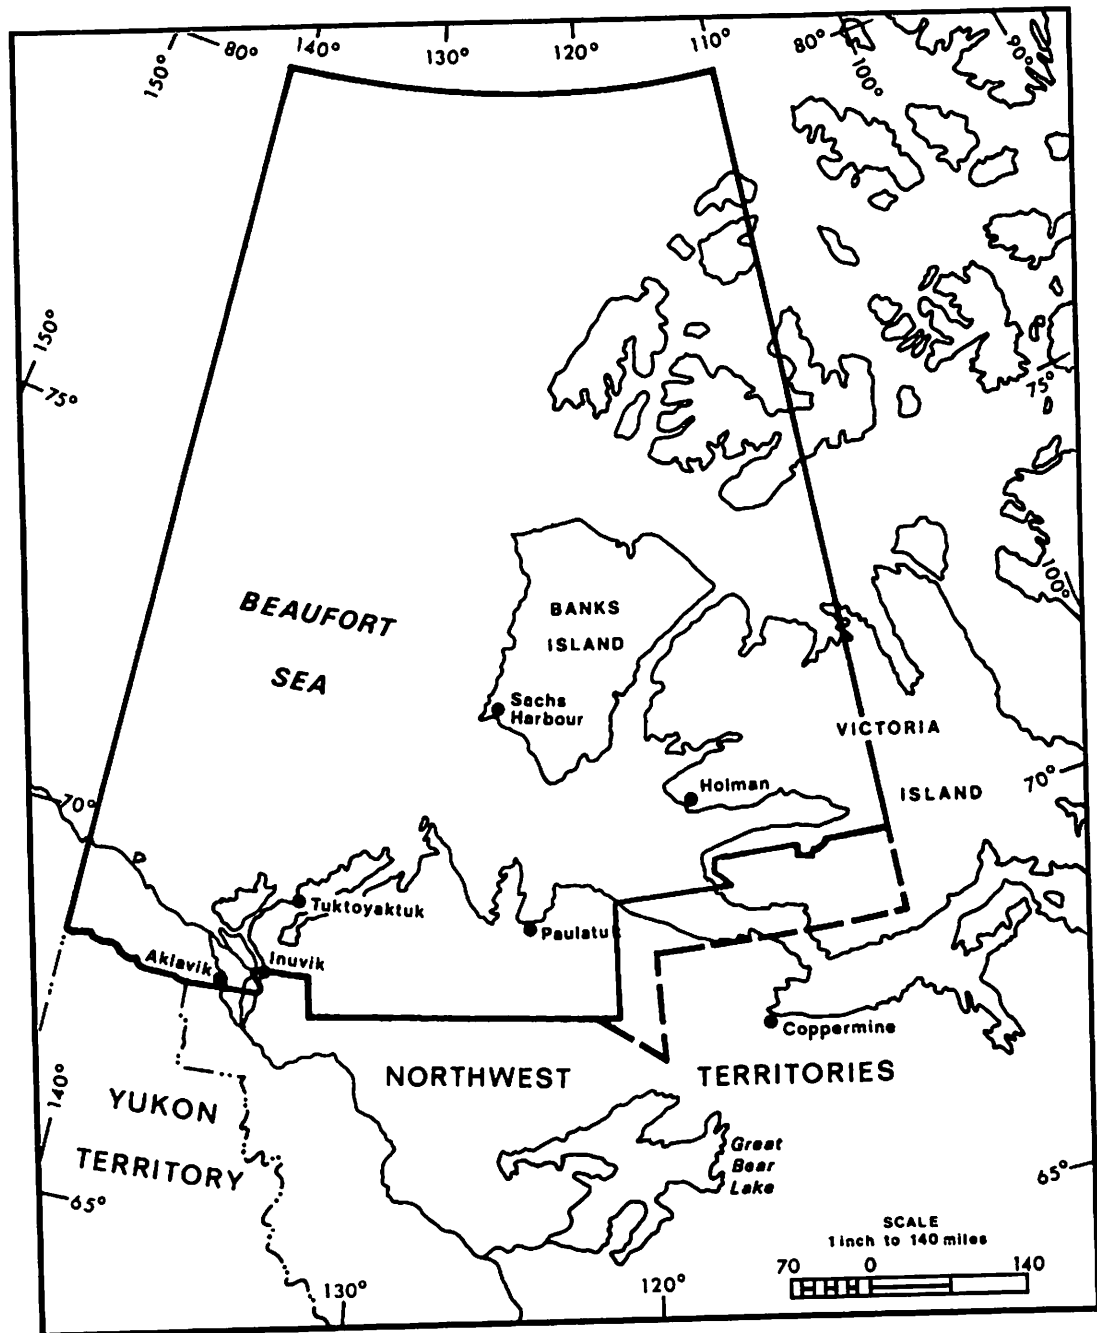 150°
80°
140°
130°
120°
110°
80°
100°
90°
150°
75°
75°
BEAUFORT
SEA
BANKS
ISLAND
100°
Sachs
Harbour
VICTORIA
ISLAND
Holman
70°
70°
Tuktoyaktuk
Paulatu
Aklavik
Inuvik
Coppermine
NORTHWEST TERRITORIES
140°
YUKON
TERRITORY
Great
Bear
Lake
65°
65°
SCALE
1 inch to 140 miles
70 0 140
130°
120°